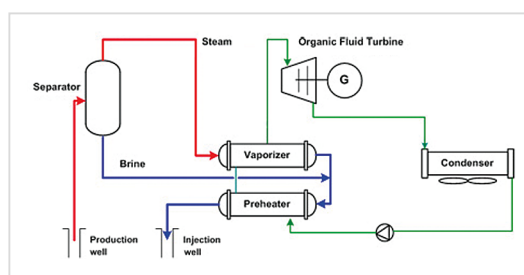 Steam
Organic Fluid Turbine
Separator
G
Vaporizer
Brine
Condenser
Preheater
Production
well
Injection
well